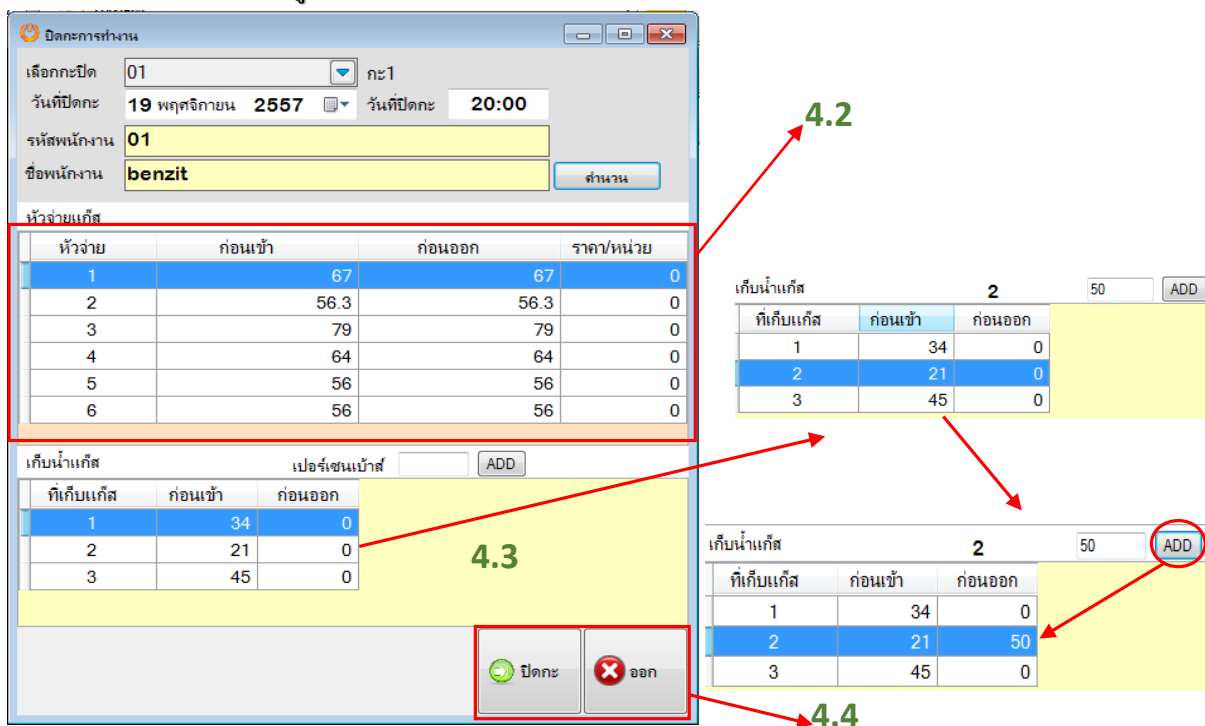 ปิดกะการทำงาน
เลือกกะปิด 01 กะ1
วันที่ปิดกะ 19 พฤศจิกายน 2557 วันที่ปิดกะ 20:00
รหัสพนักงาน 01
ชื่อพนักงาน benzit คำนวน
หัวจ่ายแก็ส
หัวจ่าย ก่อนเข้า ก่อนออก ราคา/หน่วย
1 67 67 0
2 56.3 56.3 0
3 79 79 0
4 64 64 0
5 56 56 0
6 56 56 0
เก็บน้ำแก็ส เปอร์เซนเบ้าส์ ADD
ที่เก็บแก็ส ก่อนเข้า ก่อนออก
1 34 0
2 21 0
3 45 0
ปิดกะ ออก
4.2
4.3
4.4
เก็บน้ำแก็ส 2 50 ADD
ที่เก็บแก็ส ก่อนเข้า ก่อนออก
1 34 0
2 21 0
3 45 0
เก็บน้ำแก็ส 2 50 ADD
ที่เก็บแก็ส ก่อนเข้า ก่อนออก
1 34 0
2 21 50
3 45 0